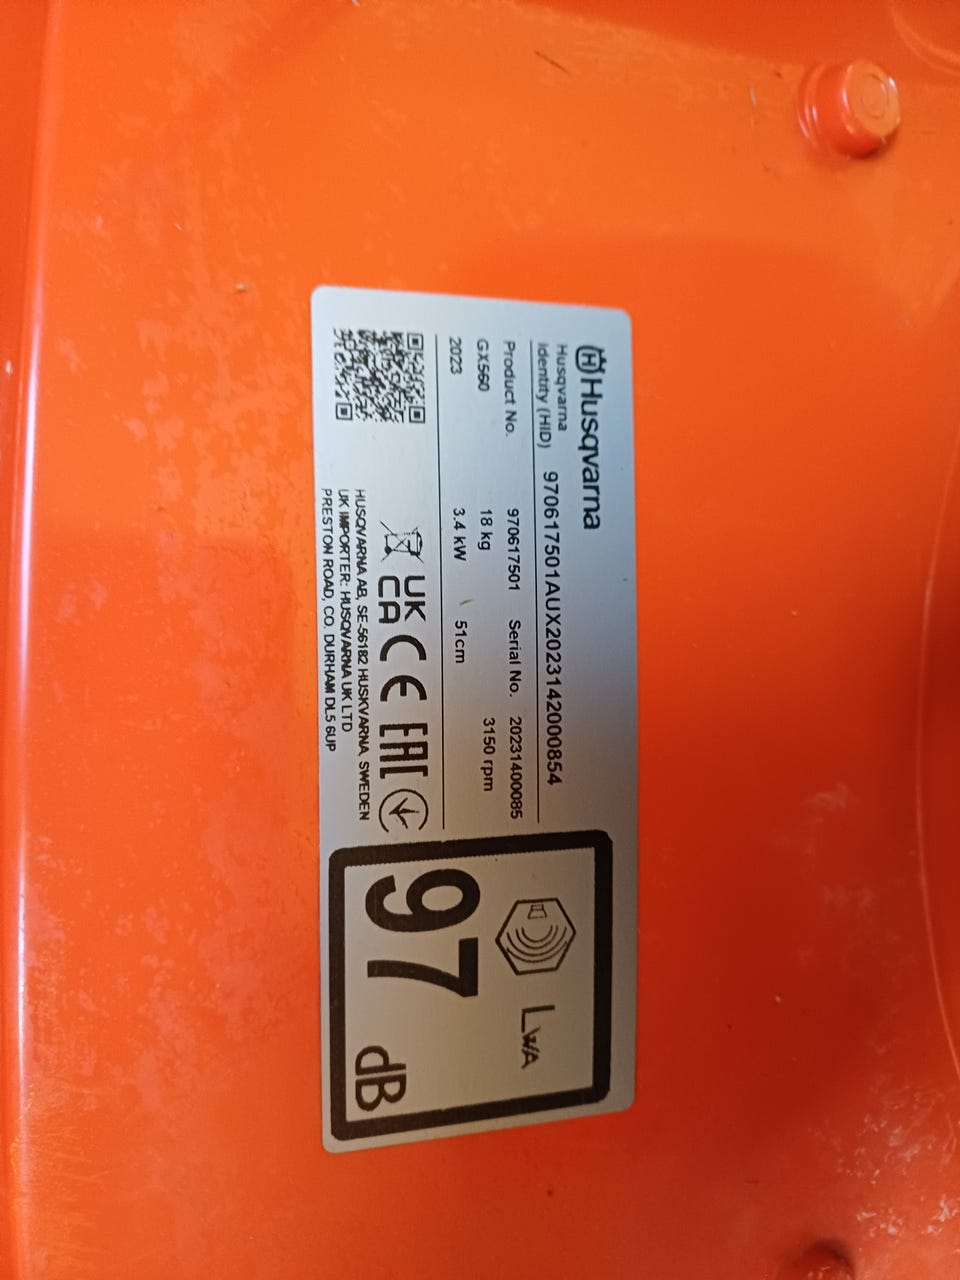 Husqvarna
Husqvarna
Identity (HID) 970617501AUX2023142000854
Product No. 970617501 Serial No. 20231400085
GX560 18 kg 3150 rpm
2023 3.4 kW 51cm
UK
CA CE EAC
HUSQVARNA AB, SE-56182 HUSKVARNA, SWEDEN
UK IMPORTER: HUSQVARNA UK LTD
PRESTON ROAD, CO. DURHAM DL5 6UP
LWA
97 dB